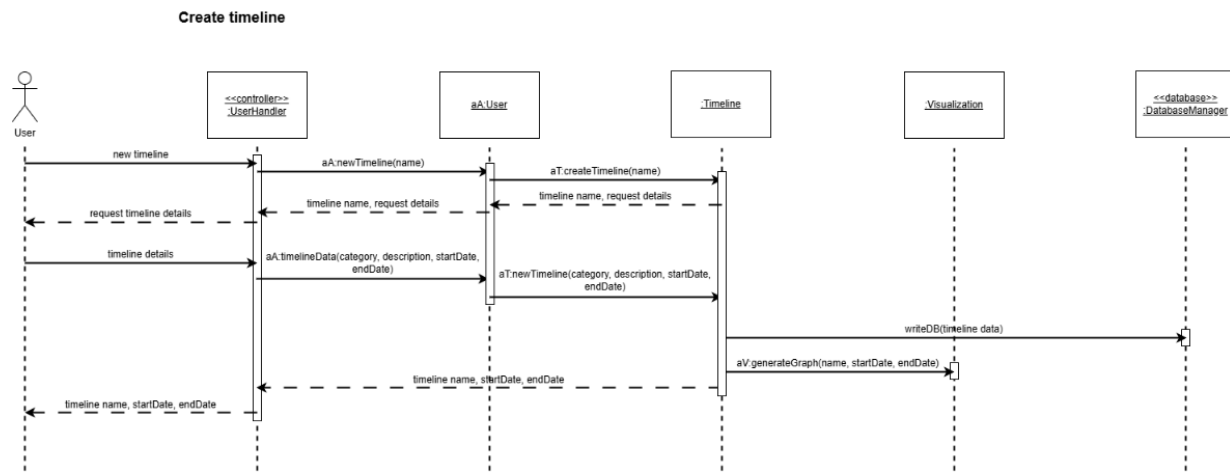 Create timeline
<<controller>>
:UserHandler
aA:User
:Timeline
:Visualization
<<database>>
:DatabaseManager
User
new timeline
aA:newTimeline(name)
aT:createTimeline(name)
timeline name, request details
timeline name, request details
request timeline details
timeline details
aA:timelineData(category, description, startDate,
endDate)
aT:newTimeline(category, description, startDate,
endDate)
writeDB(timeline data)
aV:generateGraph(name, startDate, endDate)
timeline name, startDate, endDate
timeline name, startDate, endDate